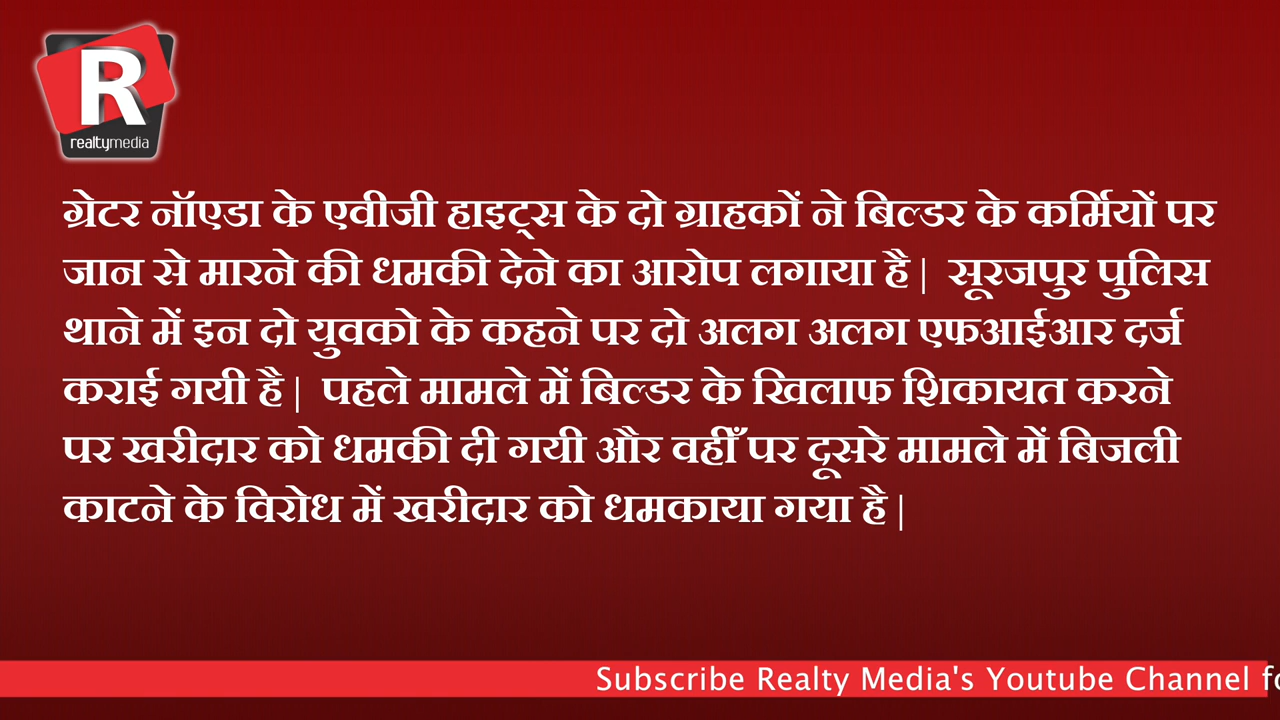 R
realtymedia
ग्रेटर नॉएडा के एवीजी हाइट्स के दो ग्राहकों ने बिल्डर के कर्मियों पर
जान से मारने की धमकी देने का आरोप लगाया है | सूरजपुर पुलिस
थाने में इन दो युवको के कहने पर दो अलग अलग एफआईआर दर्ज
कराई गयी है | पहले मामले में बिल्डर के खिलाफ शिकायत करने
पर खरीदार को धमकी दी गयी और वहीँ पर दूसरे मामले में बिजली
काटने के विरोध में खरीदार को धमकाया गया है |
Subscribe Realty Media's Youtube Channel fo